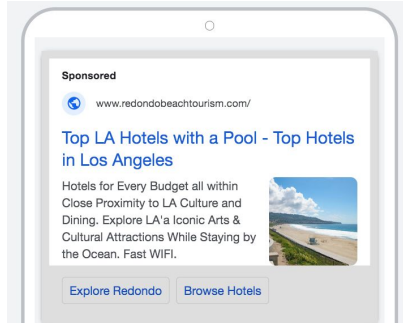 Sponsored
www.redondobeachtourism.com/
Top LA Hotels with a Pool - Top Hotels
in Los Angeles
Hotels for Every Budget all within
Close Proximity to LA Culture and
Dining. Explore LA'a Iconic Arts &
Cultural Attractions While Staying by
the Ocean. Fast WIFI.
Explore Redondo
Browse Hotels